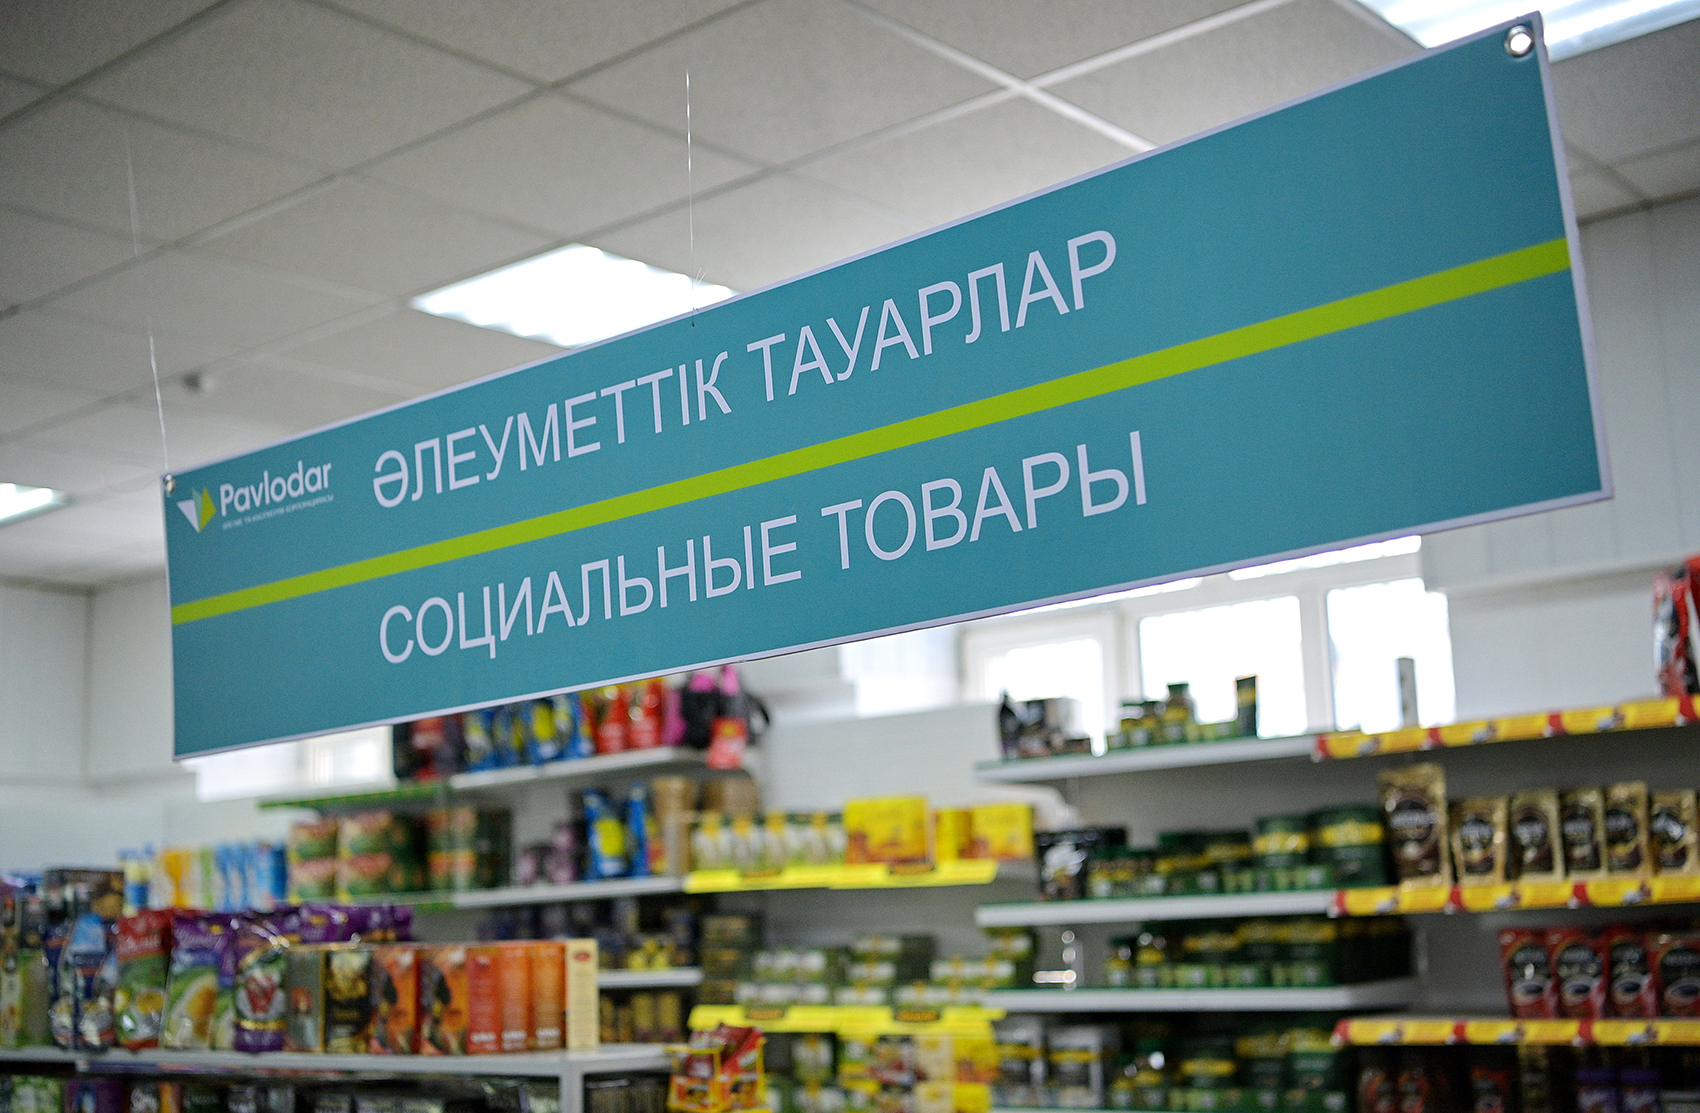 Pavlodar
ӘЛЕУМЕТТІК ТАУАРЛАР
СОЦИАЛЬНЫЕ ТОВАРЫ